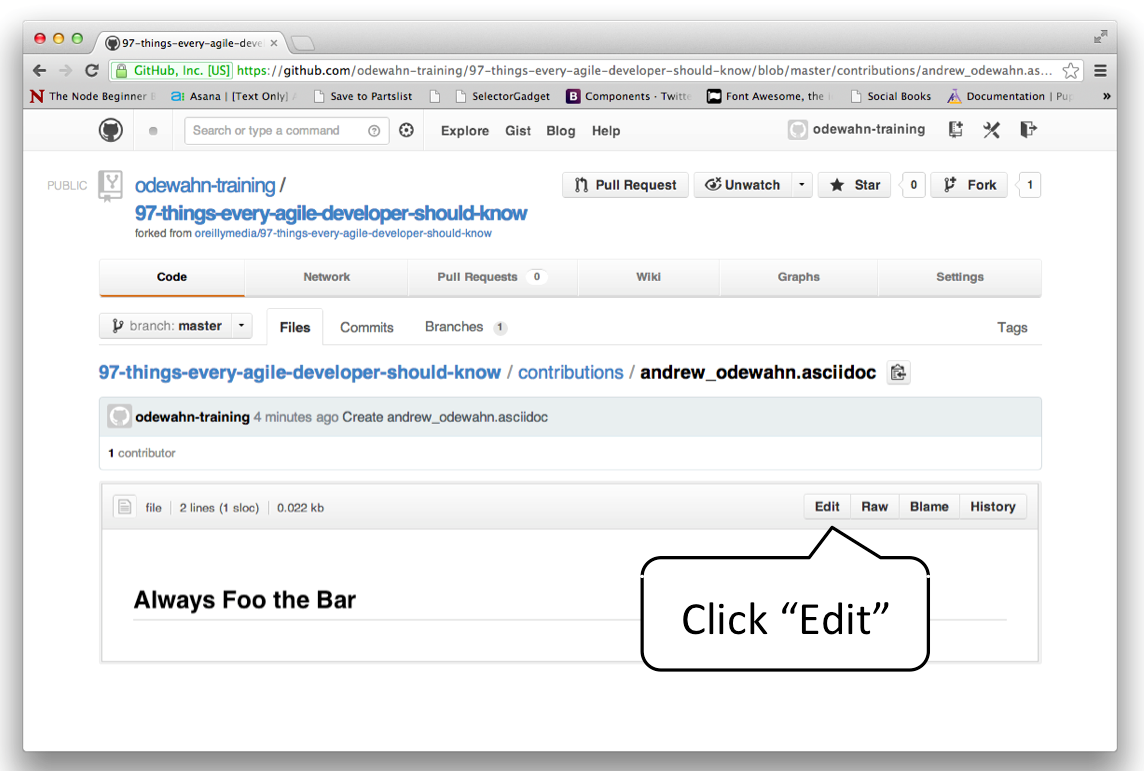 97-things-every-agile-devel
GitHub, Inc. [US] https://github.com/odewahn-training/97-things-every-agile-developer-should-know/blob/master/contributions/andrew_odewahn.as...
The Node Beginner Asana | [Text Only] Save to Partslist SelectorGadget Components · Twitte Font Awesome, the Social Books Documentation | Pup »
Search or type a command Explore Gist Blog Help odewahn-training
PUBLIC odewahn-training / Pull Request Unwatch Star 0 Fork 1
97-things-every-agile-developer-should-know
forked from oreillymedia/97-things-every-agile-developer-should-know
Code Network Pull Requests 0 Wiki Graphs Settings
branch: master Files Commits Branches 1 Tags
97-things-every-agile-developer-should-know / contributions / andrew_odewahn.asciidoc
odewahn-training 4 minutes ago Create andrew_odewahn.asciidoc
1 contributor
file 2 lines (1 sloc) 0.022 kb Edit Raw Blame History
Always Foo the Bar
Click “Edit”